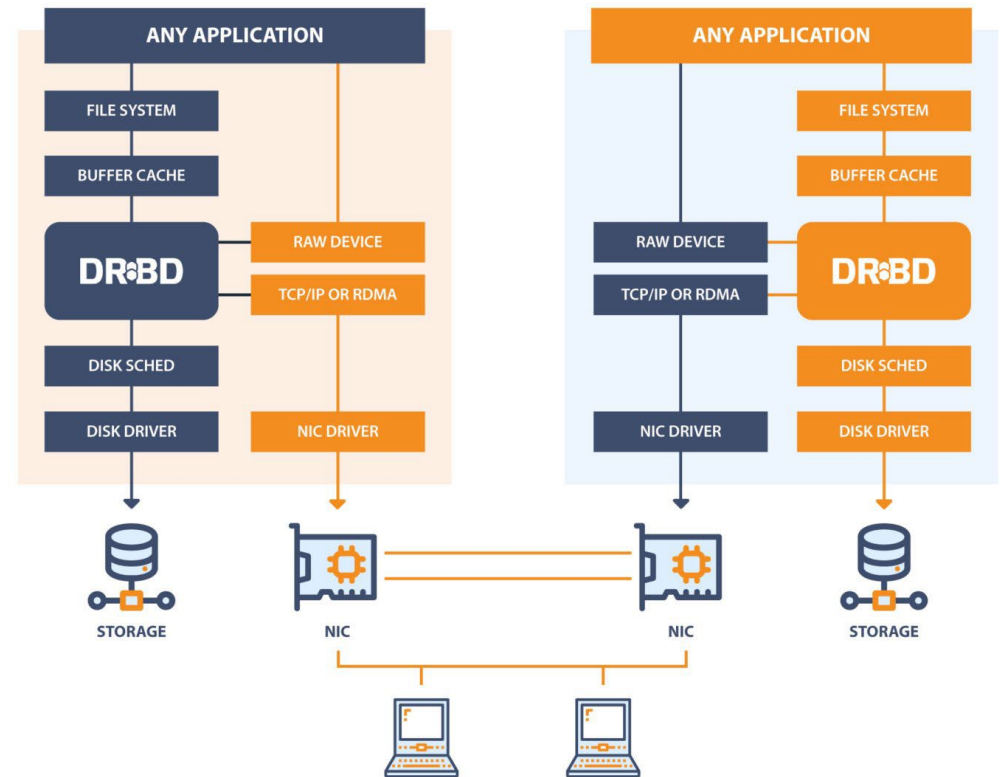 ANY APPLICATION
ANY APPLICATION
FILE SYSTEM
FILE SYSTEM
BUFFER CACHE
BUFFER CACHE
DRBD
RAW DEVICE
RAW DEVICE
DRBD
TCP/IP OR RDMA
TCP/IP OR RDMA
DISK SCHED
DISK SCHED
DISK DRIVER
NIC DRIVER
NIC DRIVER
DISK DRIVER
STORAGE
NIC
NIC
STORAGE